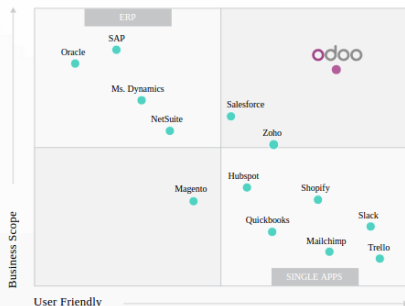 ERP
SAP
Oracle
odoo
Ms. Dynamics
Salesforce
NetSuite
Zoho
Hubspot
Magento
Shopify
Quickbooks
Slack
Mailchimp
Trello
SINGLE APPS
Business Scope
User Friendly